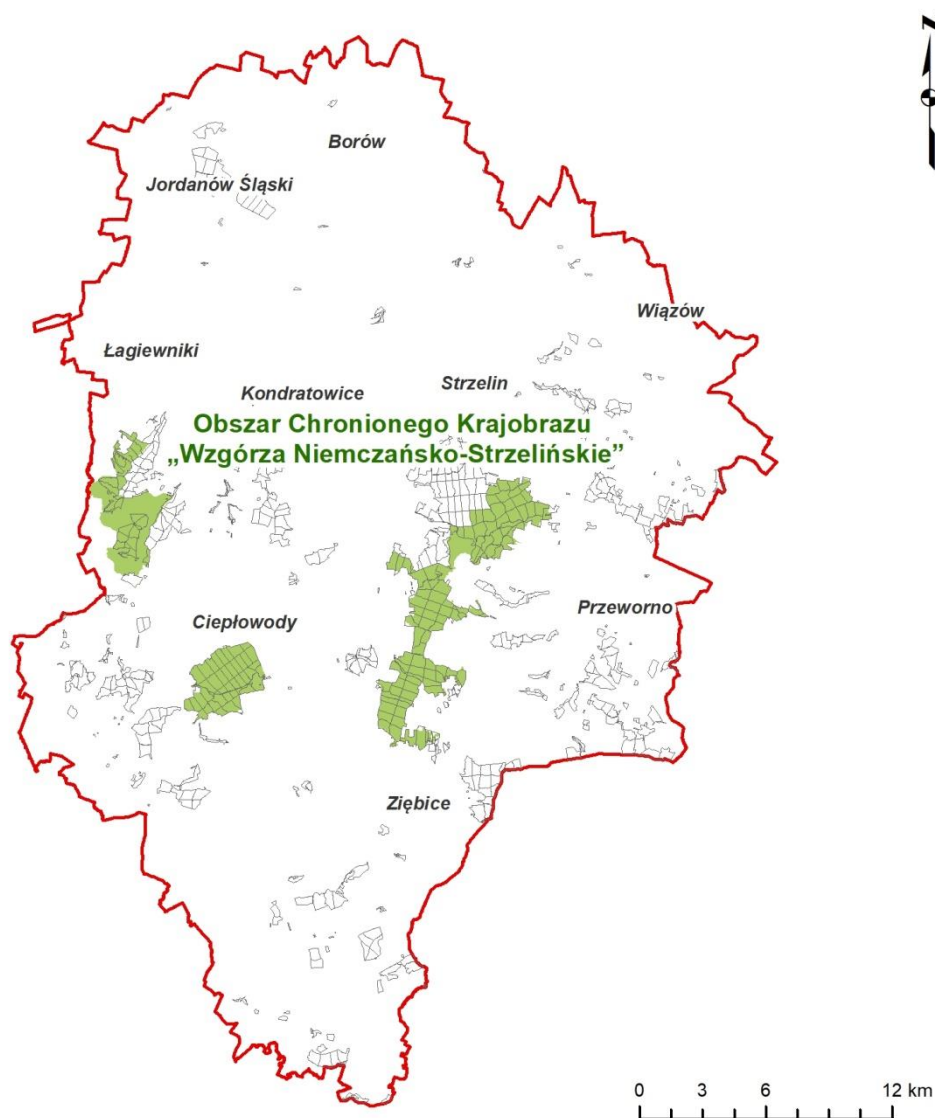 N
Borów
Jordanów Śląski
Wiązów
Łagiewniki
Strzelin
Kondratowice
Obszar Chronionego Krajobrazu
„Wzgórza Niemczańsko-Strzelińskie”
Przeworno
Ciepłowody
Ziębice
0 3 6 12 km